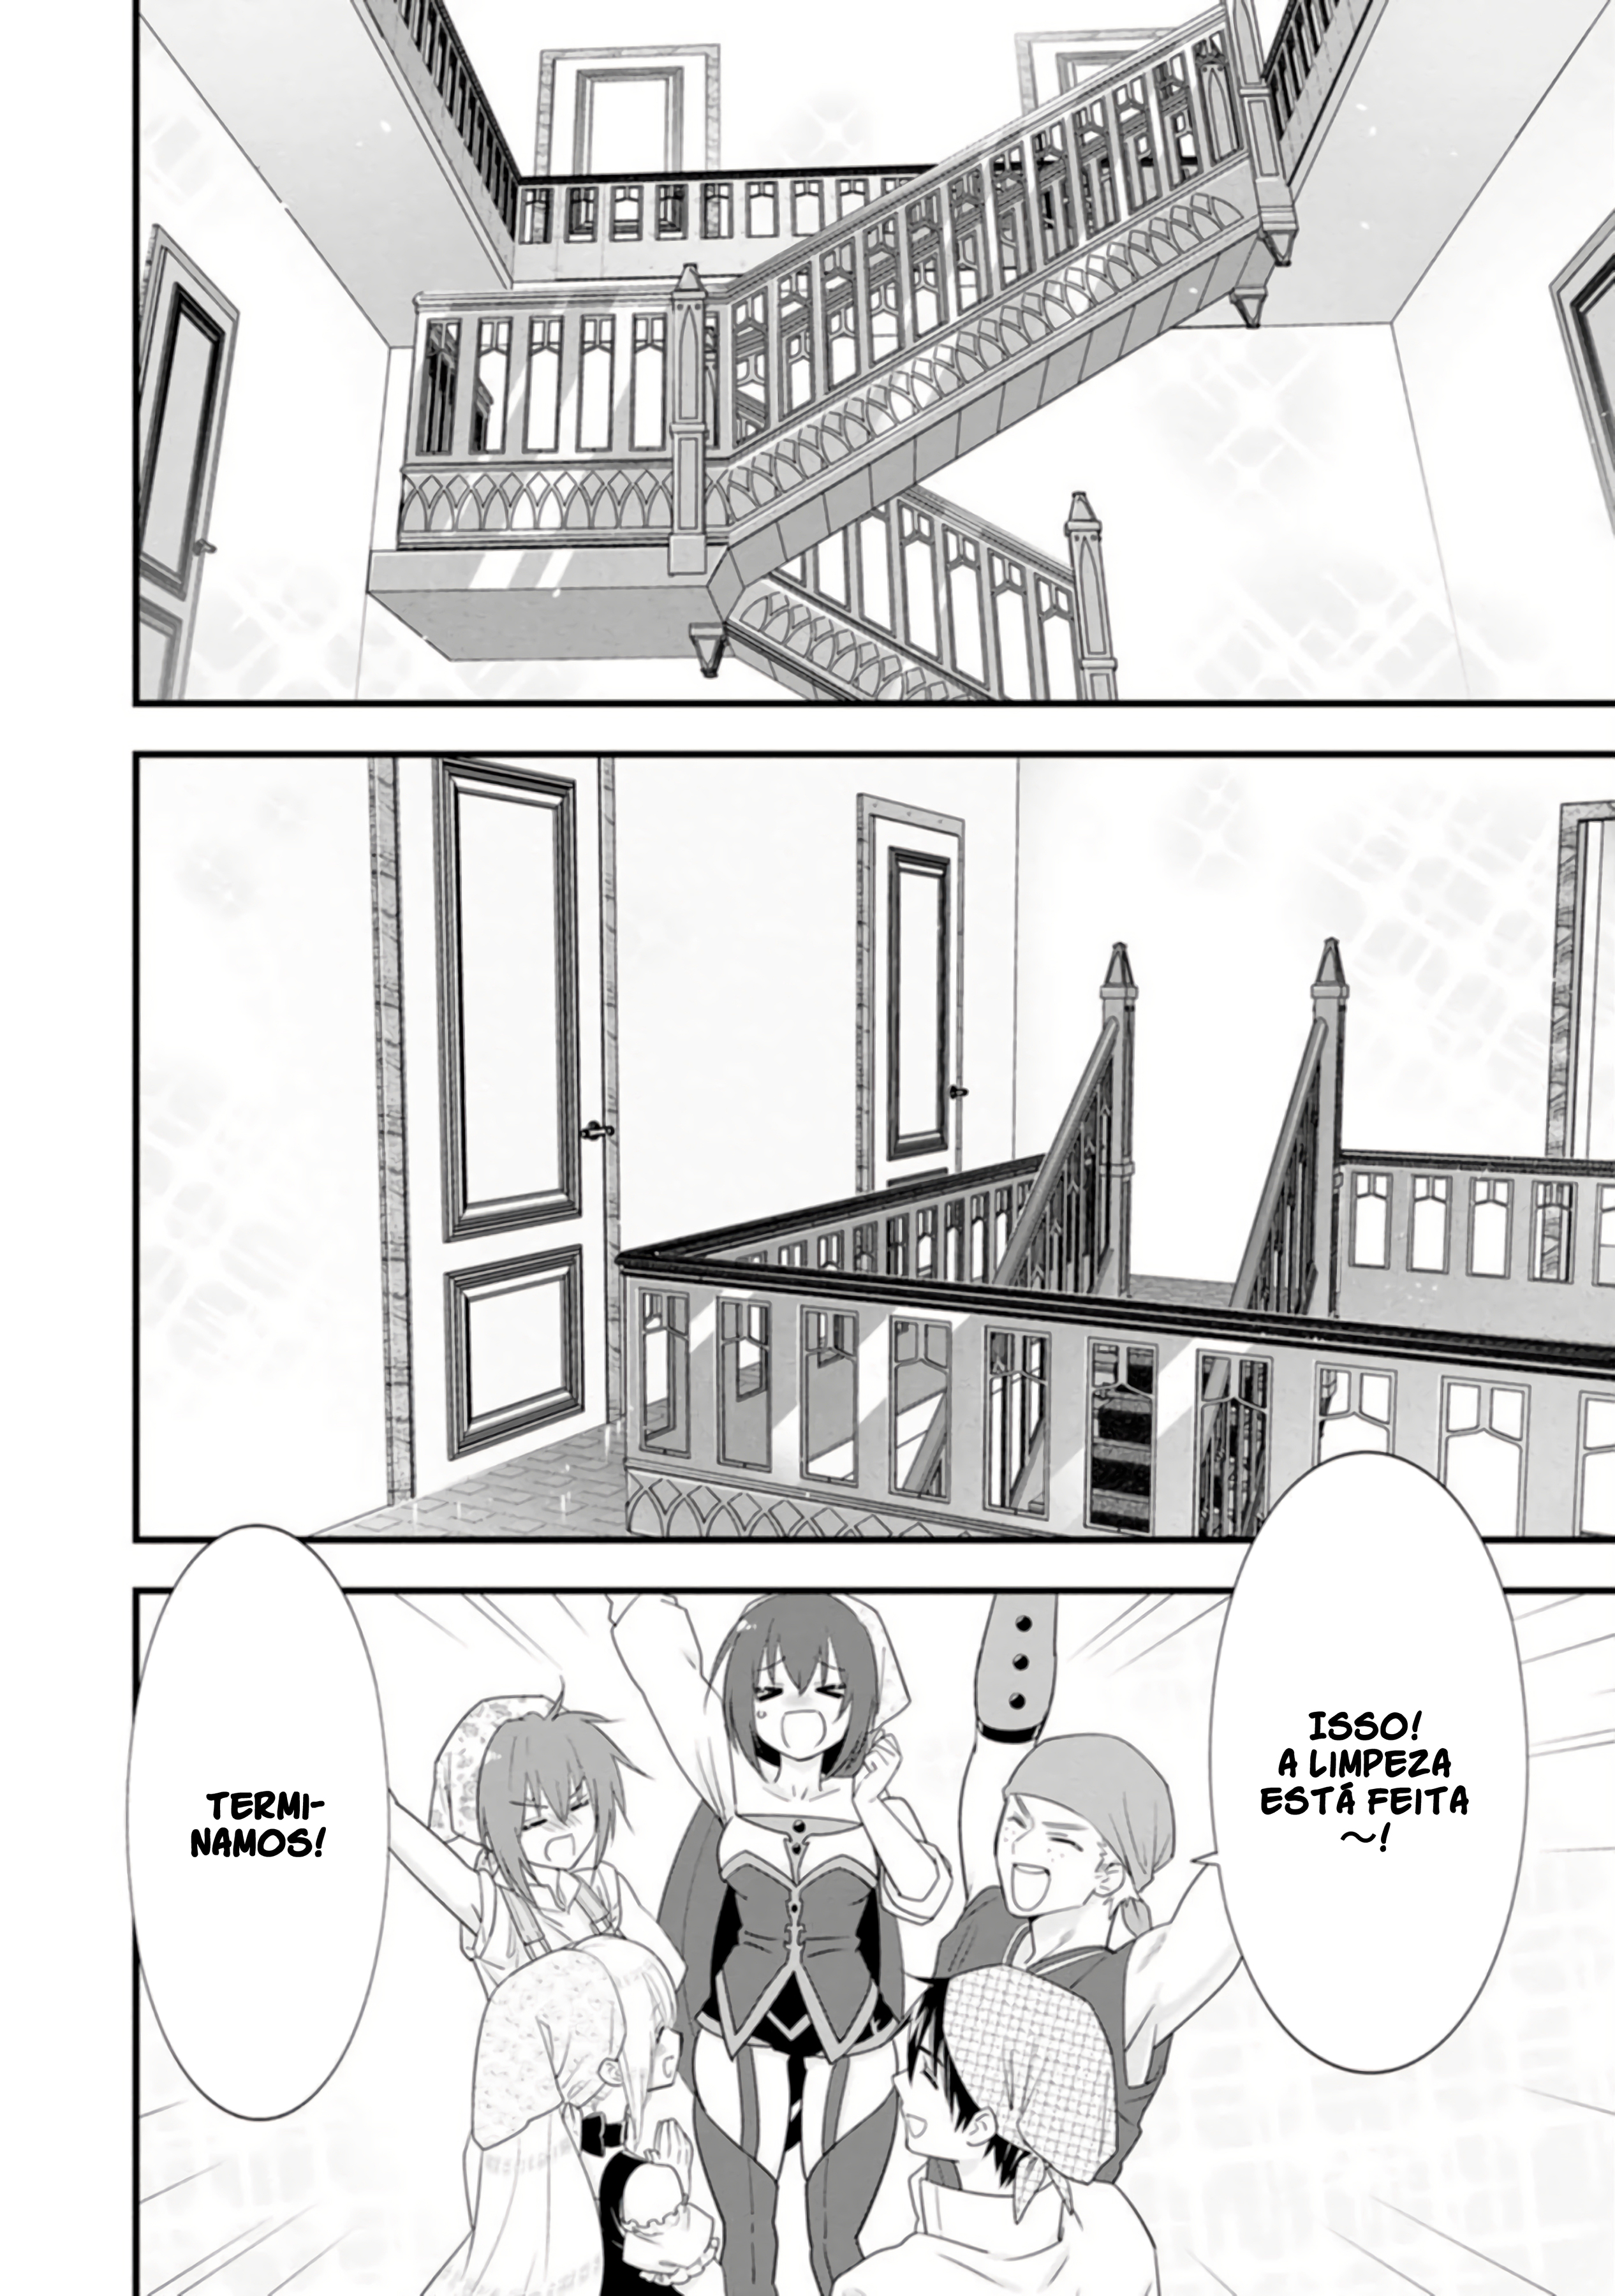 ISSO!
A LIMPEZA
ESTÁ FEITA
～!
TERMI-
NAMOS!